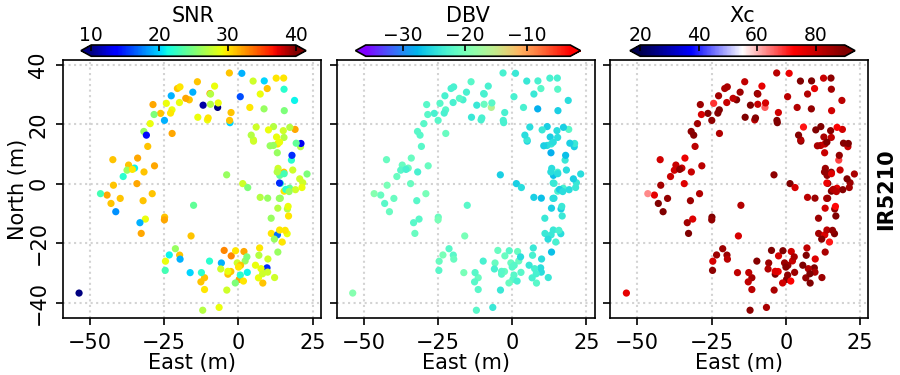 SNR DBV Xc
10 20 30 40 −30 −20 −10 20 40 60 80
40
20
0
−20
−40
North (m)
IR5210
−50 −25 0 25 −50 −25 0 25 −50 −25 0 25
East (m) East (m) East (m)